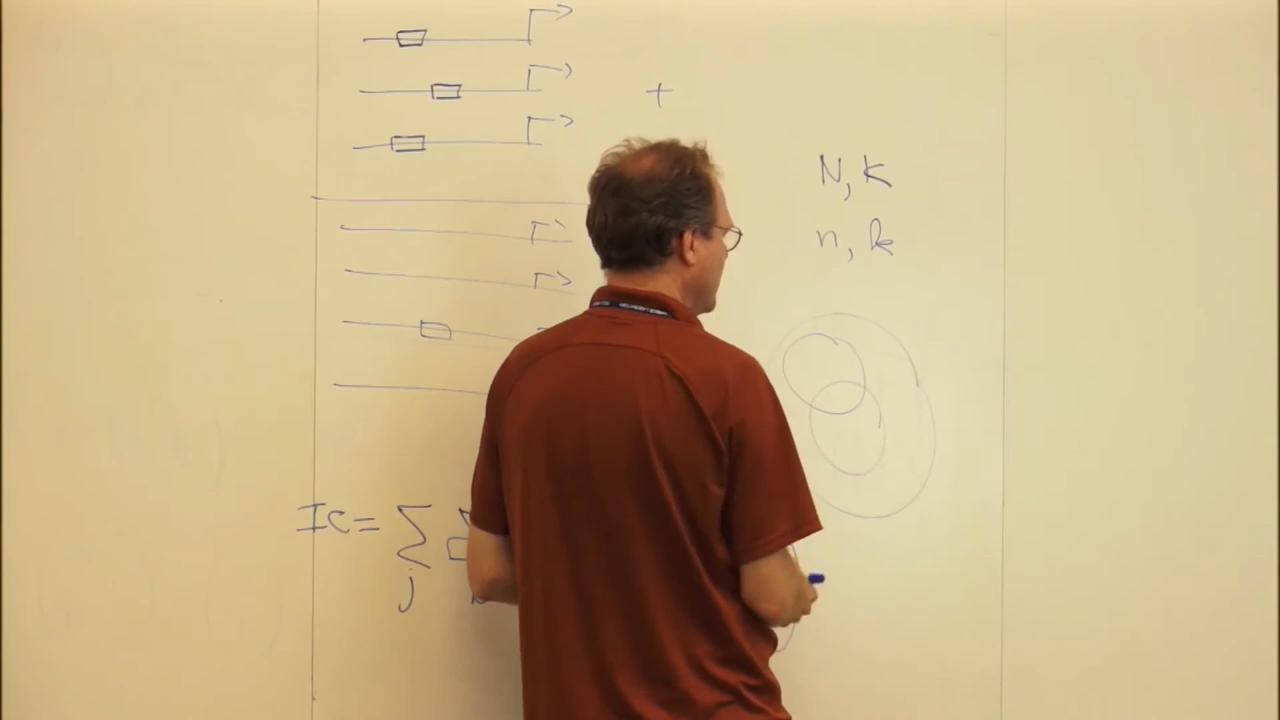 +
N, K
n, k
IC = Σ Σ
j